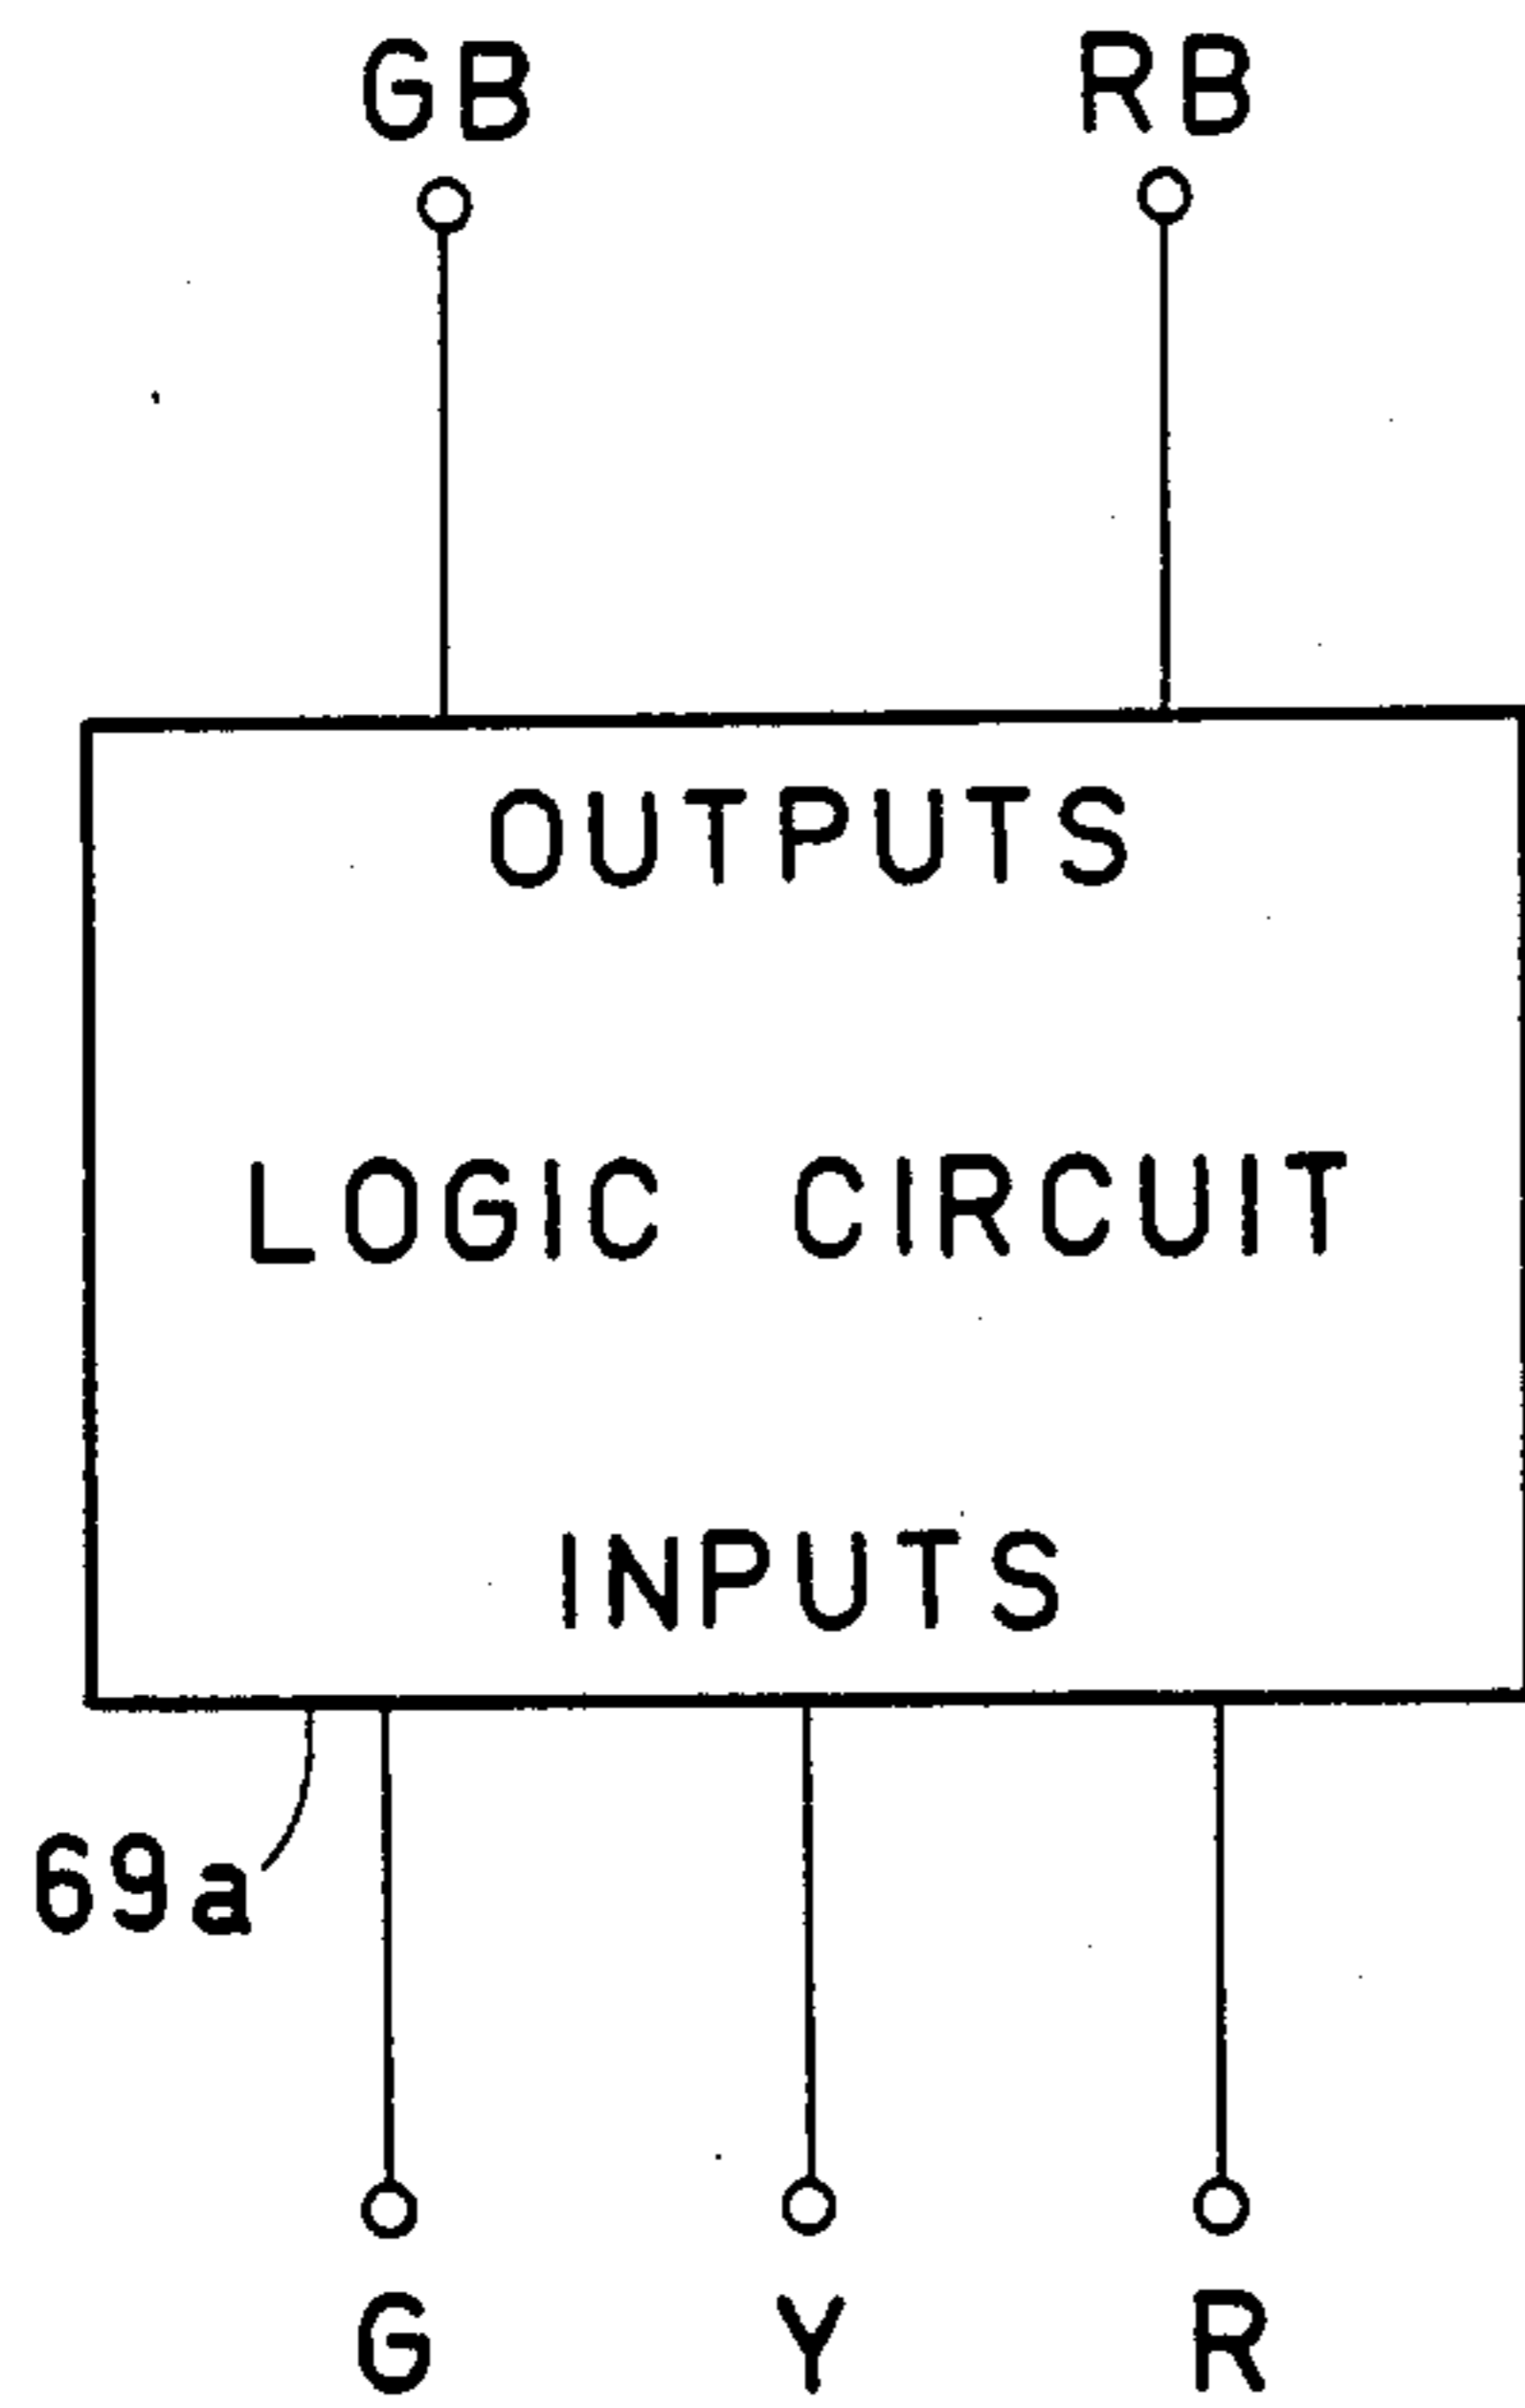 GB RB
OUTPUTS
LOGIC CIRCUIT
INPUTS
69a
G Y R